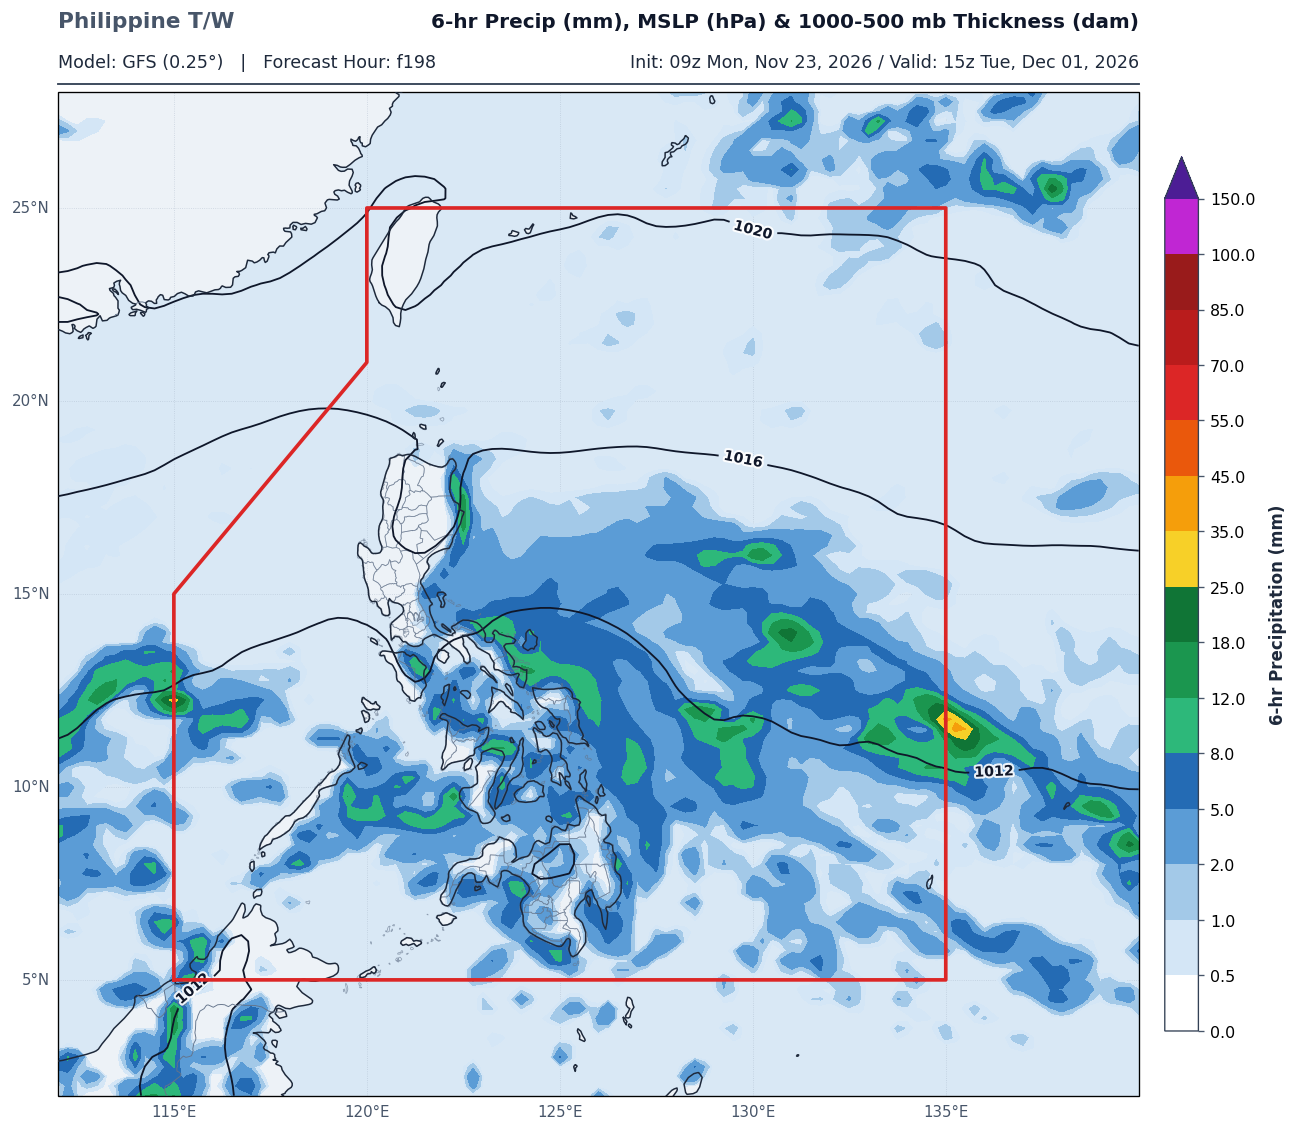 Philippine T/W
6-hr Precip (mm), MSLP (hPa) & 1000-500 mb Thickness (dam)
Model: GFS (0.25°) | Forecast Hour: f198
Init: 09z Mon, Nov 23, 2026 / Valid: 15z Tue, Dec 01, 2026
25°N
20°N
15°N
10°N
5°N
115°E
120°E
125°E
130°E
135°E
1020
1016
1012
1012
150.0
100.0
85.0
70.0
55.0
45.0
35.0
25.0
18.0
12.0
8.0
5.0
2.0
1.0
0.5
0.0
6-hr Precipitation (mm)